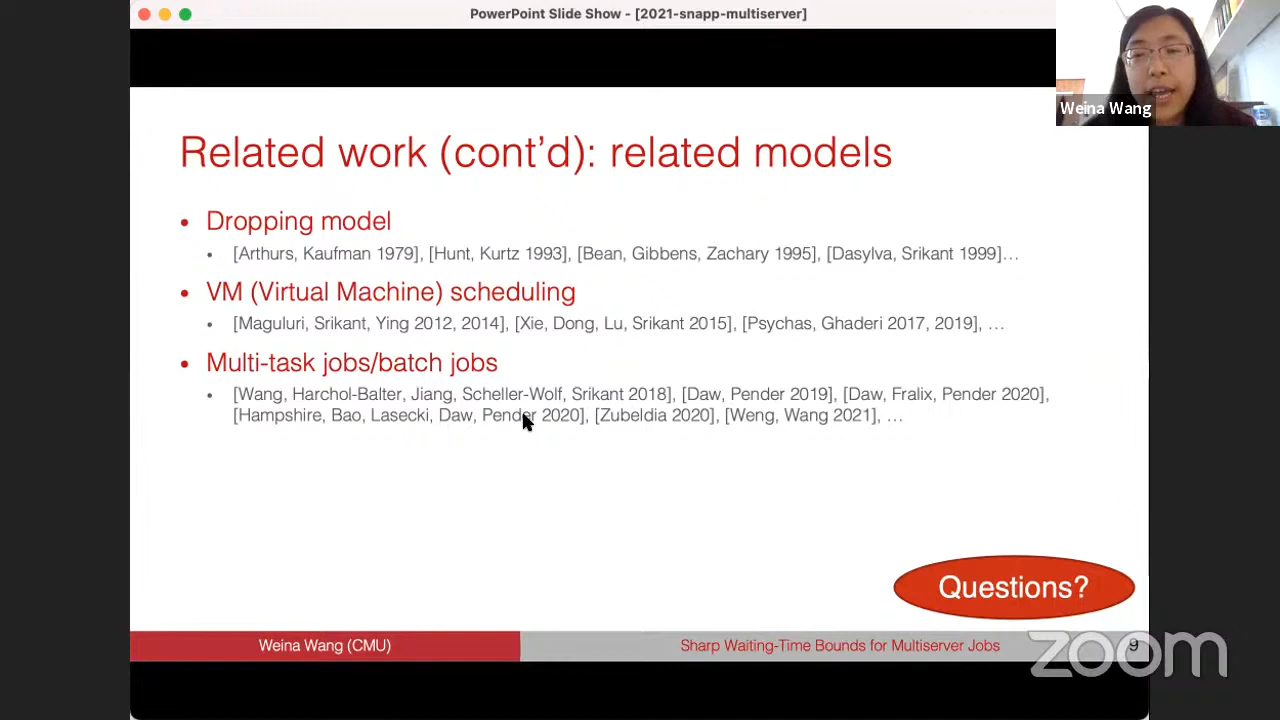 PowerPoint Slide Show - [2021-snapp-multiserver]
Weina Wang
Related work (cont'd): related models
• Dropping model
• [Arthurs, Kaufman 1979], [Hunt, Kurtz 1993], [Bean, Gibbens, Zachary 1995], [Dasylva, Srikant 1999]…
• VM (Virtual Machine) scheduling
• [Maguluri, Srikant, Ying 2012, 2014], [Xie, Dong, Lu, Srikant 2015], [Psychas, Ghaderi 2017, 2019], …
• Multi-task jobs/batch jobs
• [Wang, Harchol-Balter, Jiang, Scheller-Wolf, Srikant 2018], [Daw, Pender 2019], [Daw, Fralix, Pender 2020],
[Hampshire, Bao, Lasecki, Daw, Pender 2020], [Zubeldia 2020], [Weng, Wang 2021], …
Questions?
Weina Wang (CMU)
Sharp Waiting-Time Bounds for Multiserver Jobs
9
zoom